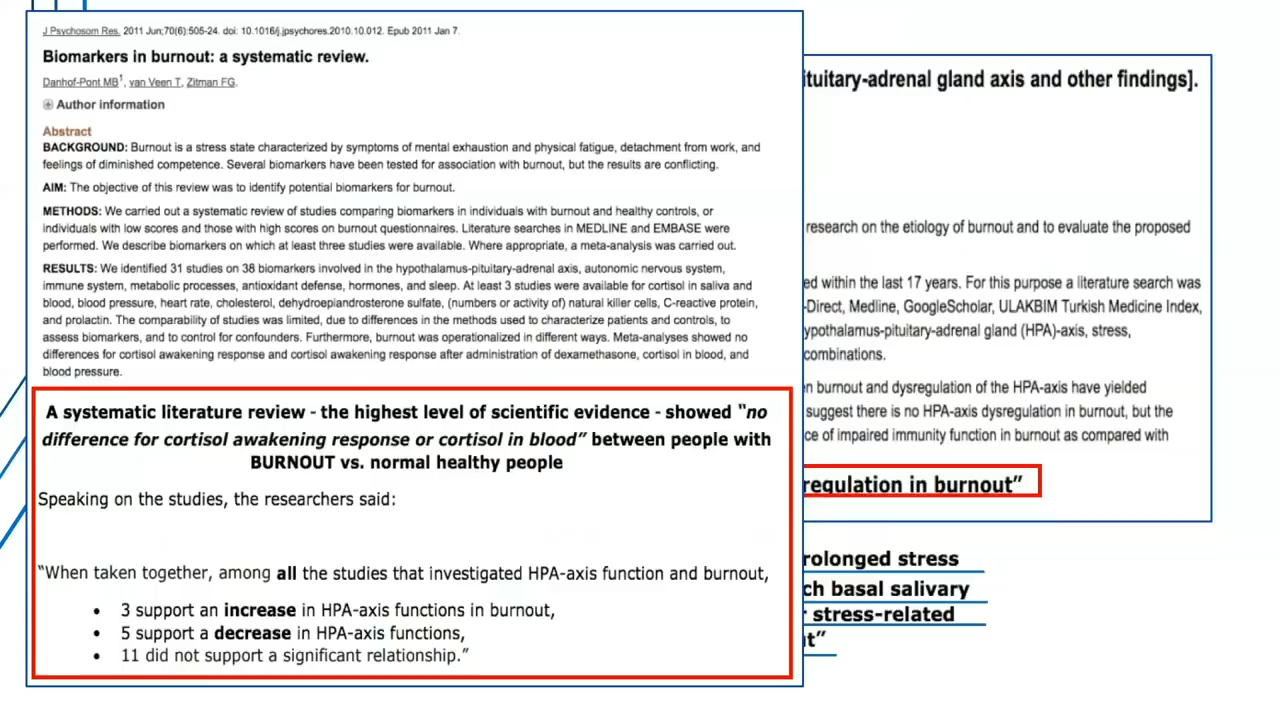 J Psychosom Res. 2011 Jun;70(6):505-24. doi: 10.1016/j.jpsychores.2010.10.012. Epub 2011 Jan 7.
Biomarkers in burnout: a systematic review.
Danhof-Pont MB1, van Veen T, Zitman FG.
Author information
Abstract
BACKGROUND: Burnout is a stress state characterized by symptoms of mental exhaustion and physical fatigue, detachment from work, and
feelings of diminished competence. Several biomarkers have been tested for association with burnout, but the results are conflicting.
AIM: The objective of this review was to identify potential biomarkers for burnout.
METHODS: We carried out a systematic review of studies comparing biomarkers in individuals with burnout and healthy controls, or
individuals with low scores and those with high scores on burnout questionnaires. Literature searches in MEDLINE and EMBASE were
performed. We describe biomarkers on which at least three studies were available. Where appropriate, a meta-analysis was carried out.
RESULTS: We identified 31 studies on 38 biomarkers involved in the hypothalamus-pituitary-adrenal axis, autonomic nervous system,
immune system, metabolic processes, antioxidant defense, hormones, and sleep. At least 3 studies were available for cortisol in saliva and
blood, blood pressure, heart rate, cholesterol, dehydroepiandrosterone sulfate, (numbers or activity of) natural killer cells, C-reactive protein,
and prolactin. The comparability of studies was limited, due to differences in the methods used to characterize patients and controls, to
assess biomarkers, and to control for confounders. Furthermore, burnout was operationalized in different ways. Meta-analyses showed no
differences for cortisol awakening response and cortisol awakening response after administration of dexamethasone, cortisol in blood, and
blood pressure.
A systematic literature review - the highest level of scientific evidence - showed "no
difference for cortisol awakening response or cortisol in blood" between people with
BURNOUT vs. normal healthy people
Speaking on the studies, the researchers said:
"When taken together, among all the studies that investigated HPA-axis function and burnout,
• 3 support an increase in HPA-axis functions in burnout,
• 5 support a decrease in HPA-axis functions,
• 11 did not support a significant relationship."
ituitary-adrenal gland axis and other findings].
research on the etiology of burnout and to evaluate the proposed
ed within the last 17 years. For this purpose a literature search was
-Direct, Medline, GoogleScholar, ULAKBIM Turkish Medicine Index,
ypothalamus-pituitary-adrenal gland (HPA)-axis, stress,
combinations.
n burnout and dysregulation of the HPA-axis have yielded
suggest there is no HPA-axis dysregulation in burnout, but the
ce of impaired immunity function in burnout as compared with
regulation in burnout"
rolonged stress
ch basal salivary
r stress-related
t"